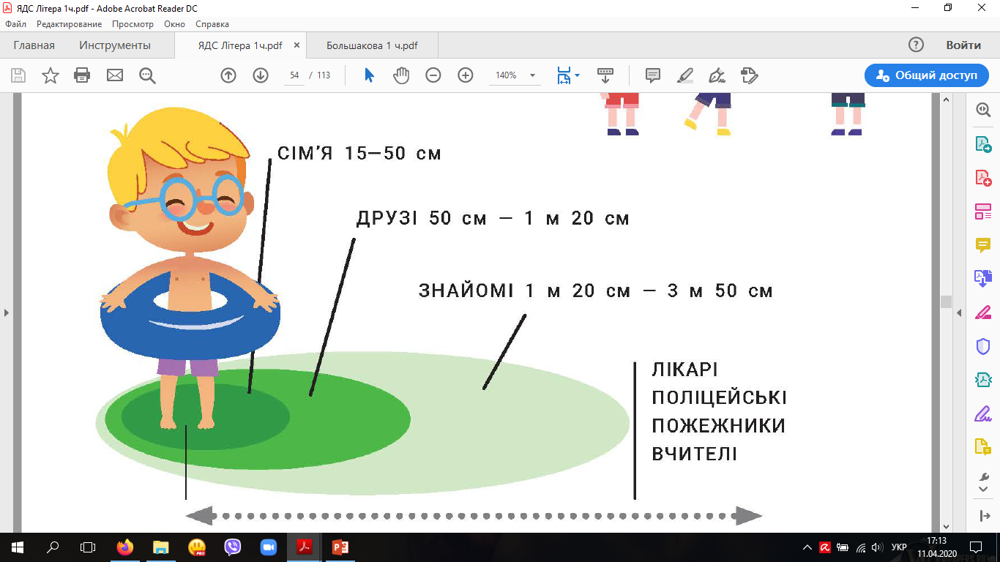 ЯДС Літера 1ч.pdf - Adobe Acrobat Reader DC
Файл Редактирование Просмотр Окно Справка
Главная Инструменты ЯДС Літера 1ч.pdf × Большакова 1 ч.pdf Войти
54 / 113 140% Общий доступ
СІМ'Я 15—50 см
ДРУЗІ 50 см — 1 м 20 см
ЗНАЙОМІ 1 м 20 см — 3 м 50 см
ЛІКАРІ
ПОЛІЦЕЙСЬКІ
ПОЖЕЖНИКИ
ВЧИТЕЛІ
PRO
УКР
17:13
11.04.2020